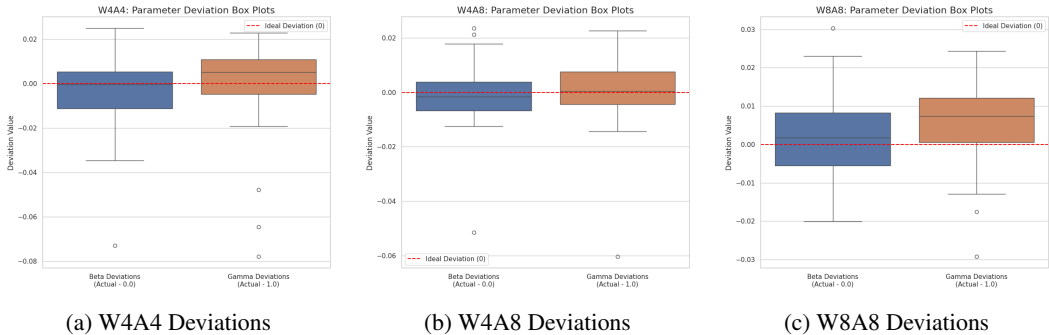 W4A4: Parameter Deviation Box Plots
Ideal Deviation (0)
0.02
0.00
−0.02
−0.04
−0.06
−0.08
Deviation Value
Beta Deviations
(Actual - 0.0)
Gamma Deviations
(Actual - 1.0)
(a) W4A4 Deviations
W4A8: Parameter Deviation Box Plots
0.02
0.00
−0.02
−0.04
−0.06
Deviation Value
Ideal Deviation (0)
Beta Deviations
(Actual - 0.0)
Gamma Deviations
(Actual - 1.0)
(b) W4A8 Deviations
W8A8: Parameter Deviation Box Plots
Ideal Deviation (0)
0.03
0.02
0.01
0.00
−0.01
−0.02
−0.03
Deviation Value
Beta Deviations
(Actual - 0.0)
Gamma Deviations
(Actual - 1.0)
(c) W8A8 Deviations